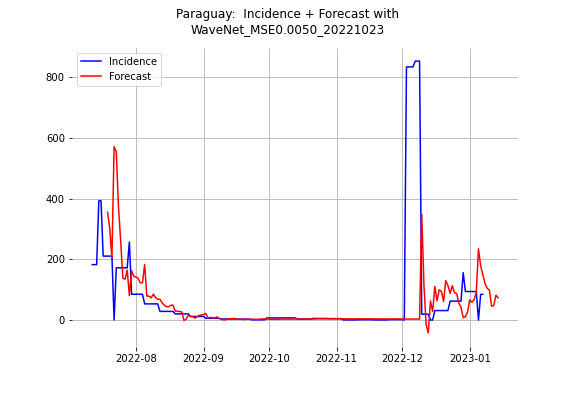 Paraguay:  Incidence + Forecast with
WaveNet_MSE0.0050_20221023
Incidence
Forecast
800
600
400
200
0
2022-08
2022-09
2022-10
2022-11
2022-12
2023-01